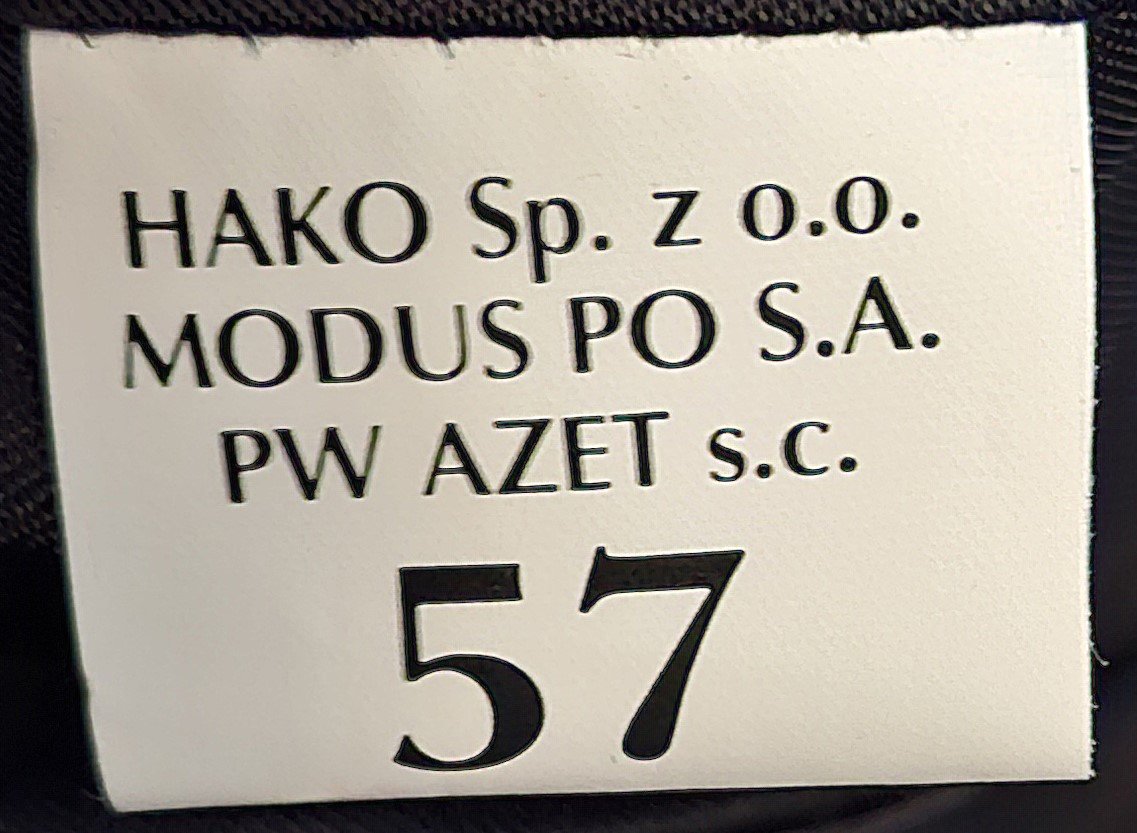 HAKO Sp. z o.o.
MODUS PO S.A.
PW AZET s.c.
57